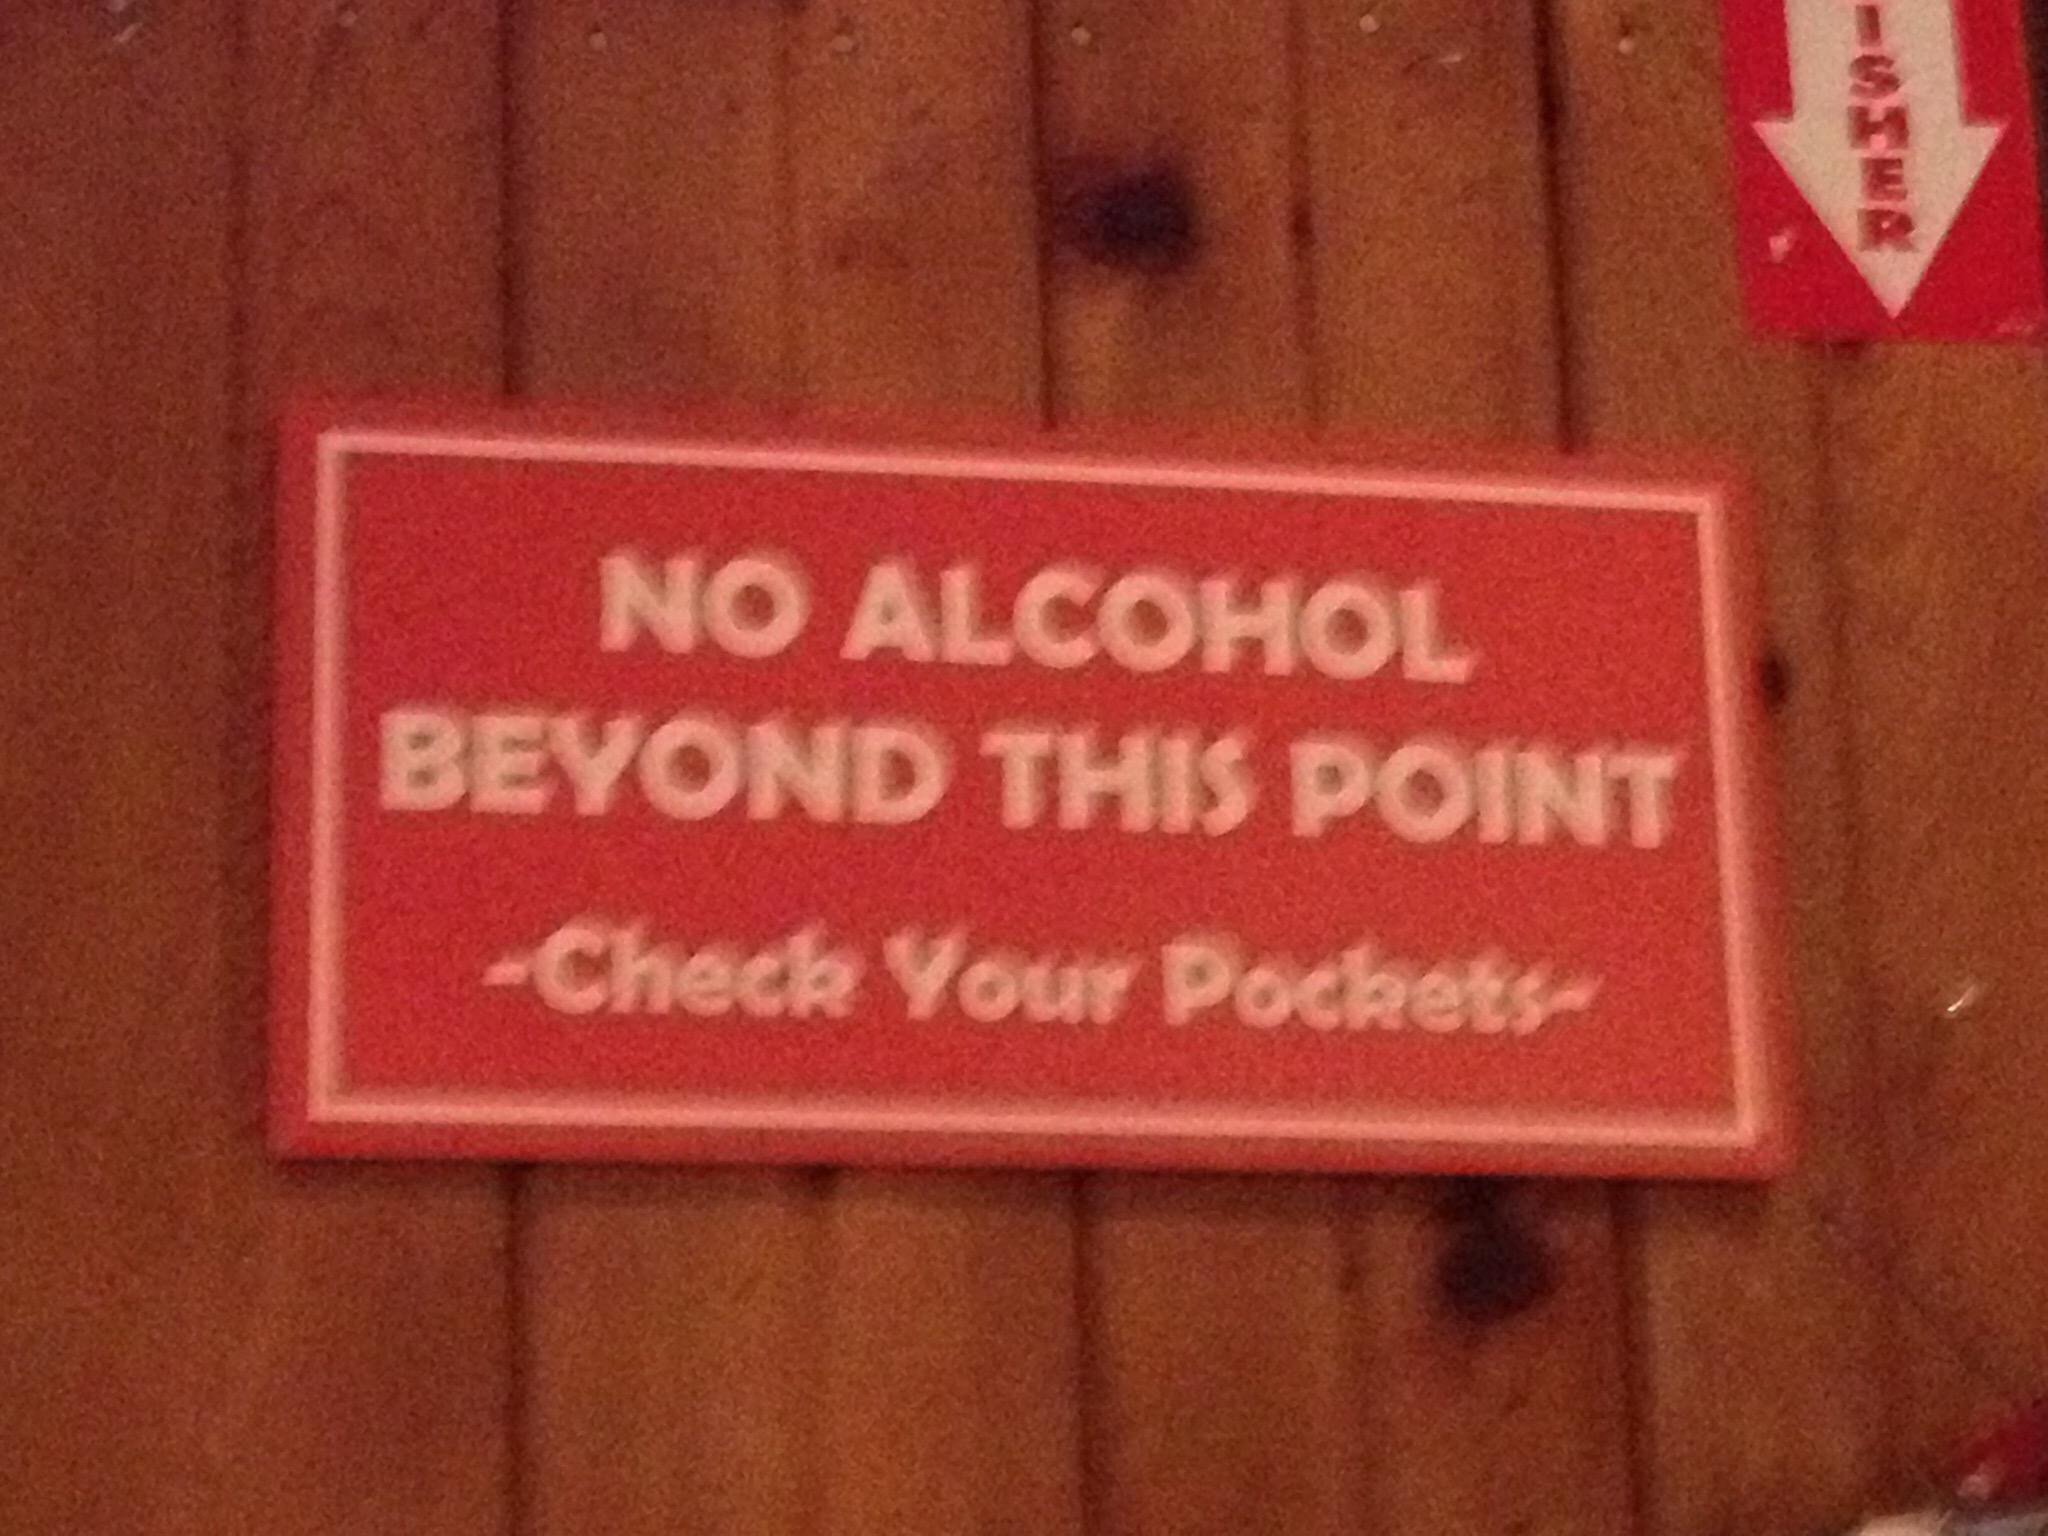 ISHER
NO ALCOHOL
BEYOND THIS POINT
~Check Your Pockets~